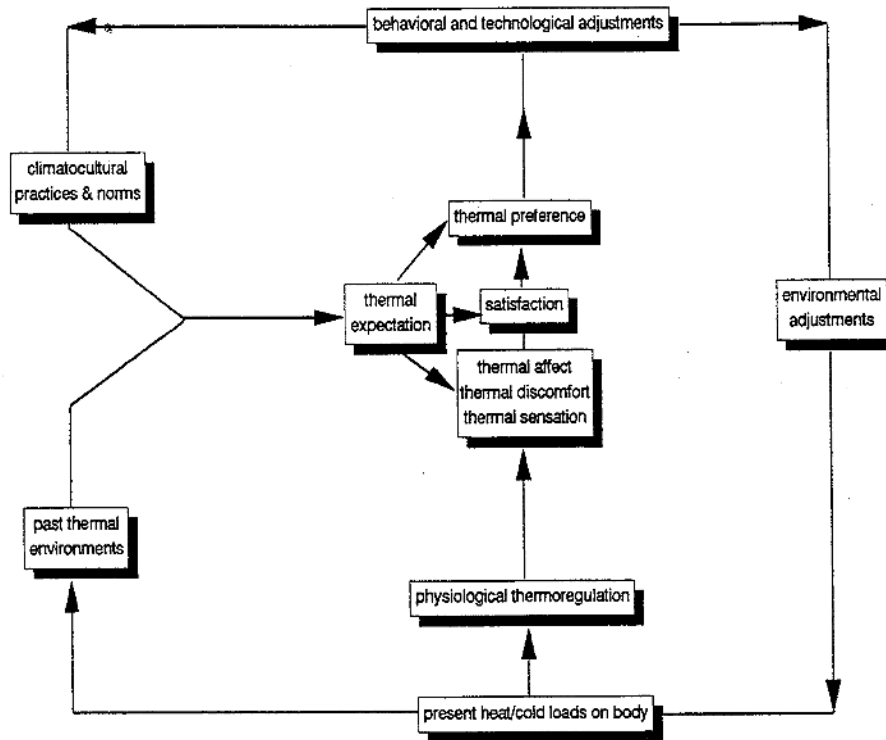 behavioral and technological adjustments
climatocultural
practices & norms
thermal preference
thermal
expectation
satisfaction
environmental
adjustments
thermal affect
thermal discomfort
thermal sensation
past thermal
environments
physiological thermoregulation
present heat/cold loads on body